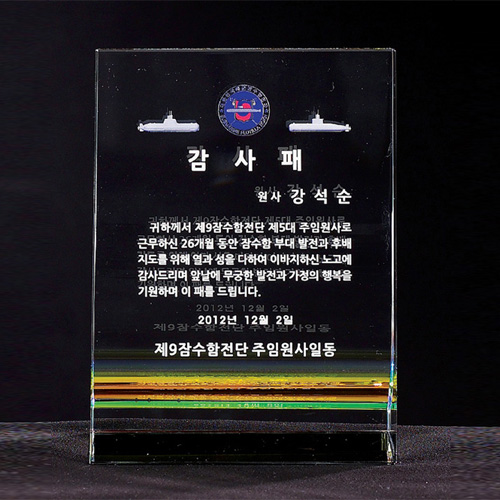 감 사 패
원사 강 석 순
귀하께서 제9잠수함전단 제5대 주임원사로
근무하신 26개월 동안 잠수함 부대 발전과 후배
지도를 위해 열과 성을 다하여 이바지하신 노고에
감사드리며 앞날에 무궁한 발전과 가정의 행복을
기원하며 이 패를 드립니다.
2012년 12월 2일
제9잠수함전단 주임원사일동